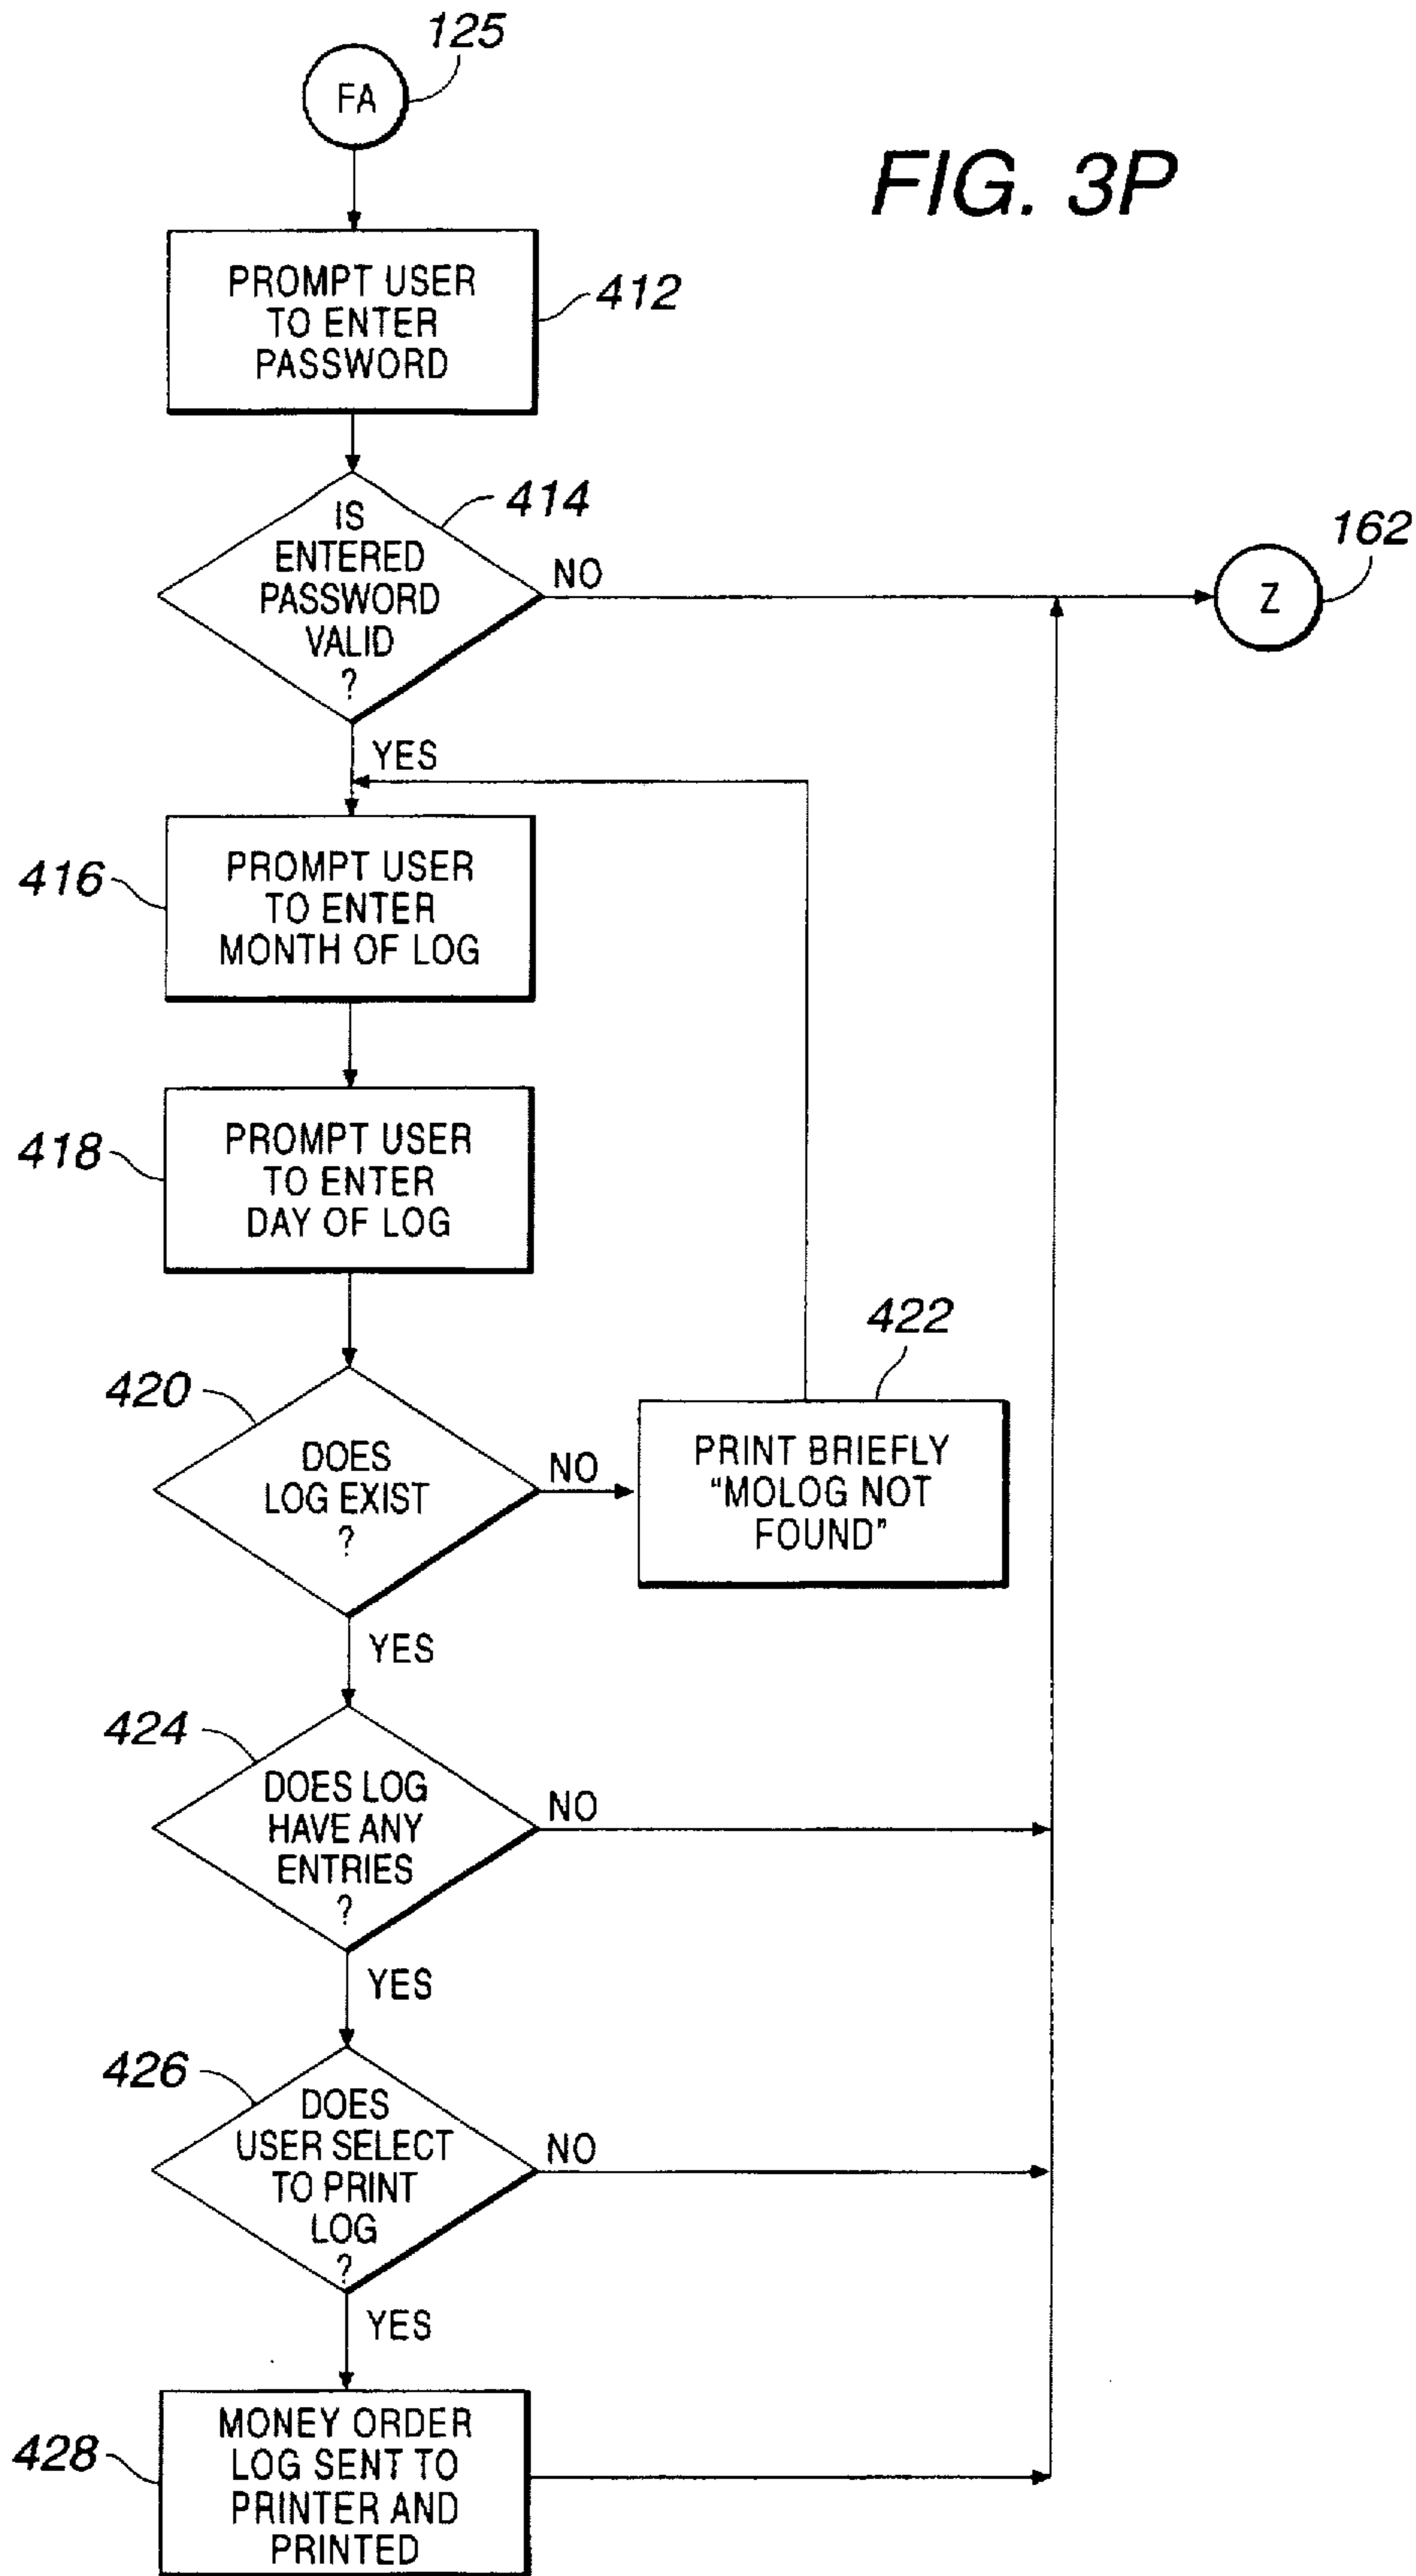 125
FA
FIG. 3P
PROMPT USER
TO ENTER
PASSWORD
412
IS
ENTERED
PASSWORD
VALID
?
414
NO
162
Z
YES
416
PROMPT USER
TO ENTER
MONTH OF LOG
418
PROMPT USER
TO ENTER
DAY OF LOG
420
DOES
LOG EXIST
?
NO
422
PRINT BRIEFLY
“MOLOG NOT
FOUND”
YES
424
DOES LOG
HAVE ANY
ENTRIES
?
NO
YES
426
DOES
USER SELECT
TO PRINT
LOG
?
NO
YES
428
MONEY ORDER
LOG SENT TO
PRINTER AND
PRINTED